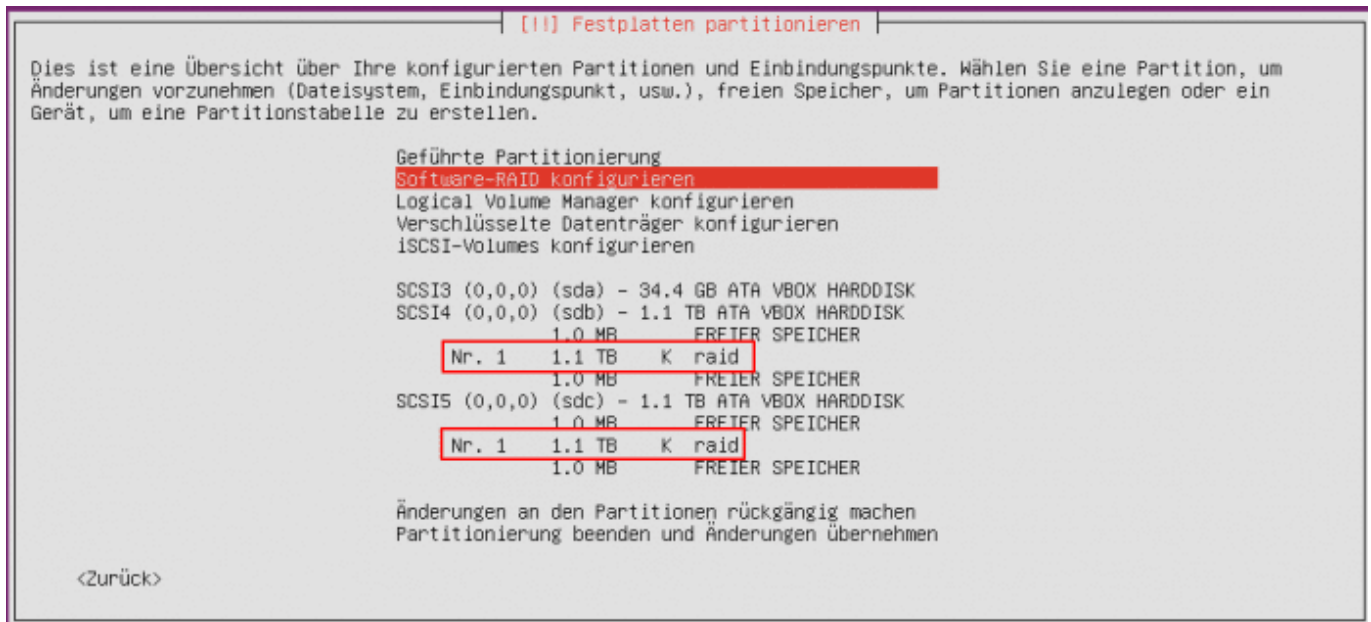 [!!] Festplatten partitionieren
Dies ist eine Übersicht über Ihre konfigurierten Partitionen und Einbindungspunkte. Wählen Sie eine Partition, um
Änderungen vorzunehmen (Dateisystem, Einbindungspunkt, usw.), freien Speicher, um Partitionen anzulegen oder ein
Gerät, um eine Partitionstabelle zu erstellen.
Geführte Partitionierung
Software-RAID konfigurieren
Logical Volume Manager konfigurieren
Verschlüsselte Datenträger konfigurieren
iSCSI-Volumes konfigurieren
SCSI3 (0,0,0) (sda) - 34.4 GB ATA VBOX HARDDISK
SCSI4 (0,0,0) (sdb) - 1.1 TB ATA VBOX HARDDISK
1.0 MB FREIER SPEICHER
Nr. 1 1.1 TB K raid
1.0 MB FREIER SPEICHER
SCSI5 (0,0,0) (sdc) - 1.1 TB ATA VBOX HARDDISK
1.0 MB FREIER SPEICHER
Nr. 1 1.1 TB K raid
1.0 MB FREIER SPEICHER
Änderungen an den Partitionen rückgängig machen
Partitionierung beenden und Änderungen übernehmen
<Zurück>